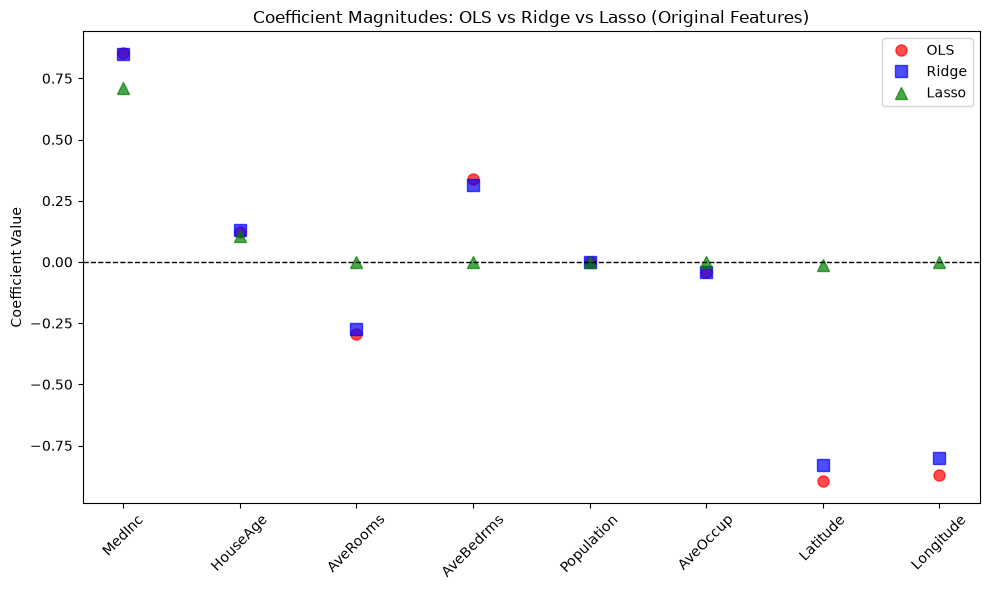 Coefficient Magnitudes: OLS vs Ridge vs Lasso (Original Features)
OLS
Ridge
Lasso
Coefficient Value
0.75
0.50
0.25
0.00
−0.25
−0.50
−0.75
MedInc
HouseAge
AveRooms
AveBedrms
Population
AveOccup
Latitude
Longitude